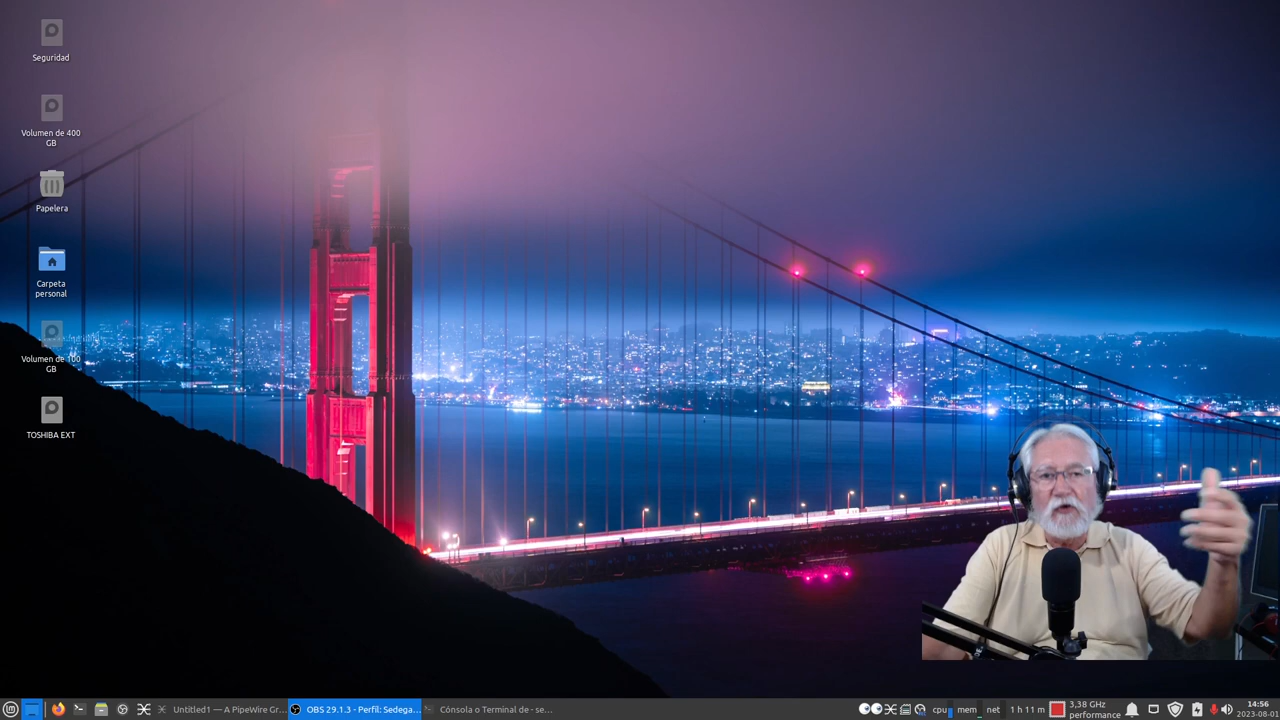 Seguridad
Volumen de 400
GB
Papelera
Carpeta
personal
Volumen de 100
GB
TOSHIBA EXT
Untitled1 — A PipeWire Gr...
OBS 29.1.3 - Perfil: Sedega...
Cónsola o Terminal de - se...
cpu
mem
net
1 h 11 m
3,38 GHz
performance
14:56
2023-08-01